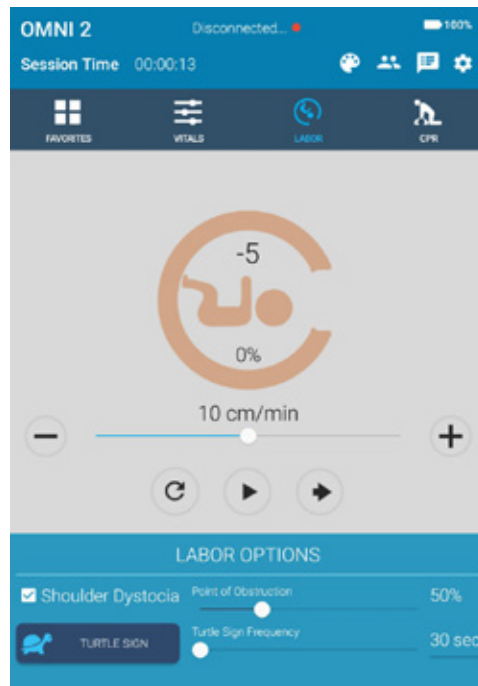 OMNI 2 Disconnected... 100%
Session Time 00:00:13
FAVORITES VITALS LABOR CPR
-5
0%
10 cm/min
LABOR OPTIONS
Shoulder Dystocia Point of Obstruction 50%
TURTLE SIGN Turtle Sign Frequency 30 sec